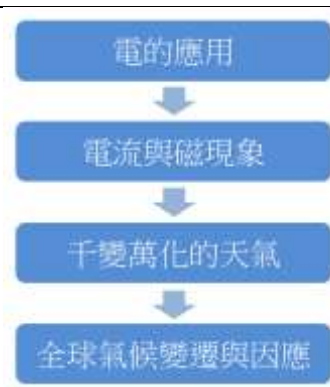 電的應用
電流與磁現象
千變萬化的天氣
全球氣候變遷與因應